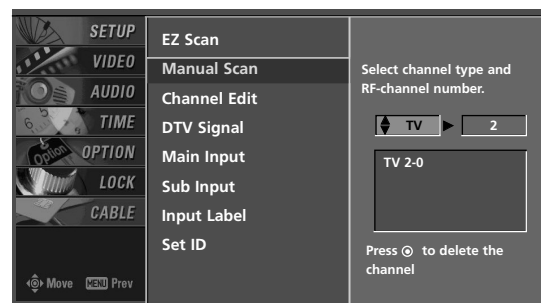 SETUP
VIDEO
AUDIO
TIME
Option OPTION
LOCK
CABLE
Move MENU Prev
EZ Scan
Manual Scan
Channel Edit
DTV Signal
Main Input
Sub Input
Input Label
Set ID
Select channel type and
RF-channel number.
TV 2
TV 2-0
Press to delete the
channel